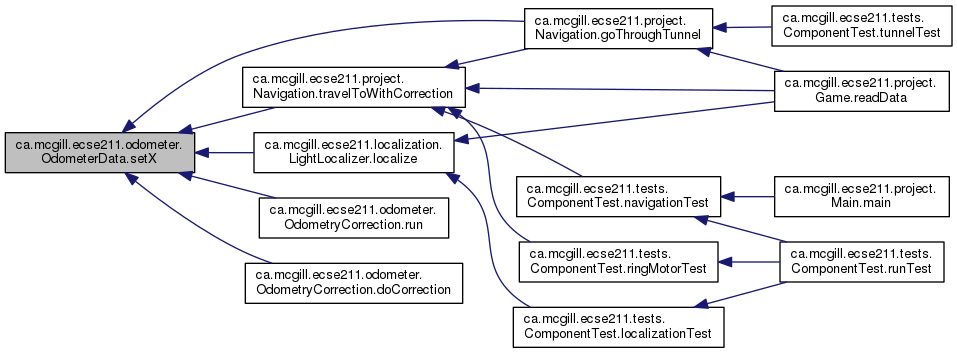 ca.mcgill.ecse211.odometer.
OdometerData.setX
ca.mcgill.ecse211.project.
Navigation.goThroughTunnel
ca.mcgill.ecse211.tests.
ComponentTest.tunnelTest
ca.mcgill.ecse211.project.
Navigation.travelToWithCorrection
ca.mcgill.ecse211.project.
Game.readData
ca.mcgill.ecse211.localization.
LightLocalizer.localize
ca.mcgill.ecse211.tests.
ComponentTest.navigationTest
ca.mcgill.ecse211.project.
Main.main
ca.mcgill.ecse211.odometer.
OdometryCorrection.run
ca.mcgill.ecse211.tests.
ComponentTest.ringMotorTest
ca.mcgill.ecse211.tests.
ComponentTest.runTest
ca.mcgill.ecse211.odometer.
OdometryCorrection.doCorrection
ca.mcgill.ecse211.tests.
ComponentTest.localizationTest